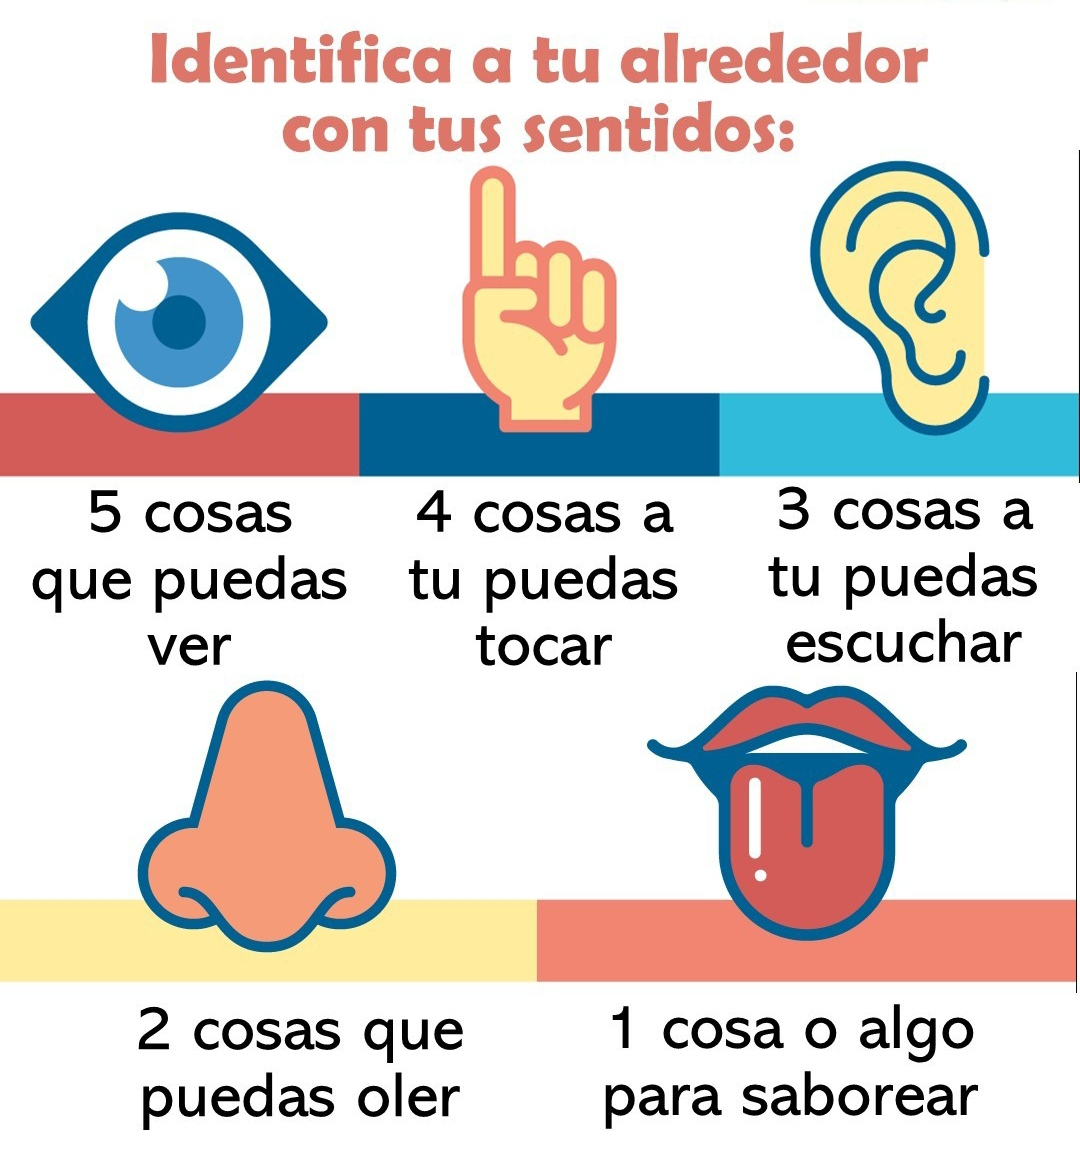 Identifica a tu alrededor
con tus sentidos:
5 cosas
que puedas
ver
4 cosas a
tu puedas
tocar
3 cosas a
tu puedas
escuchar
2 cosas que
puedas oler
1 cosa o algo
para saborear